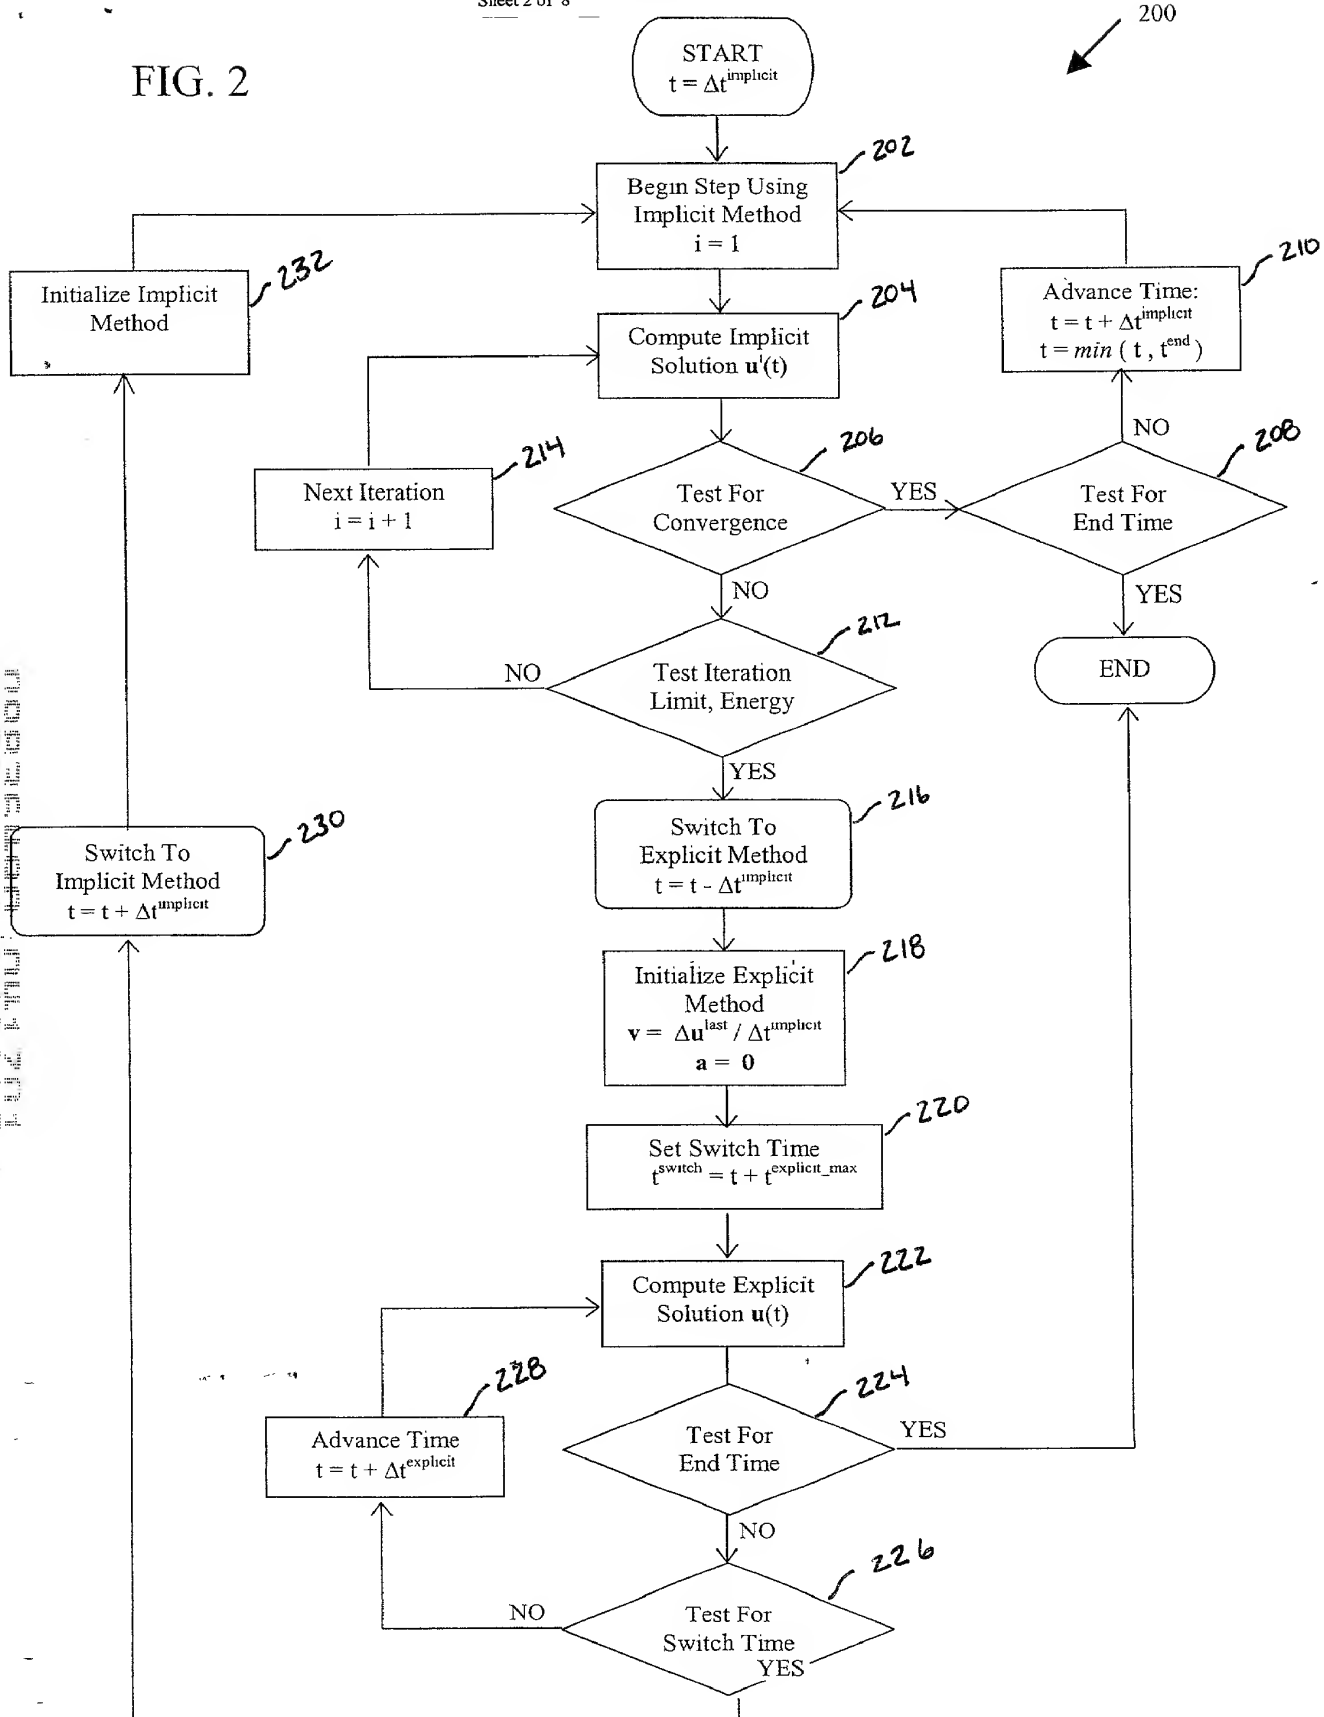 Sheet 2 of 8
200
FIG. 2
START
t = Δt^implicit
202
Begin Step Using
Implicit Method
i = 1
232
Initialize Implicit
Method
204
Compute Implicit
Solution u'(t)
210
Advance Time:
t = t + Δt^implicit
t = min ( t , t^end )
214
Next Iteration
i = i + 1
206
Test For
Convergence
YES
NO
208
Test For
End Time
NO
YES
212
Test Iteration
Limit, Energy
NO
YES
END
230
Switch To
Implicit Method
t = t + Δt^implicit
216
Switch To
Explicit Method
t = t - Δt^implicit
218
Initialize Explicit
Method
v = Δu^last / Δt^implicit
a = 0
220
Set Switch Time
t^switch = t + t^explicit_max
222
Compute Explicit
Solution u(t)
228
Advance Time
t = t + Δt^explicit
224
Test For
End Time
YES
NO
226
Test For
Switch Time
NO
YES